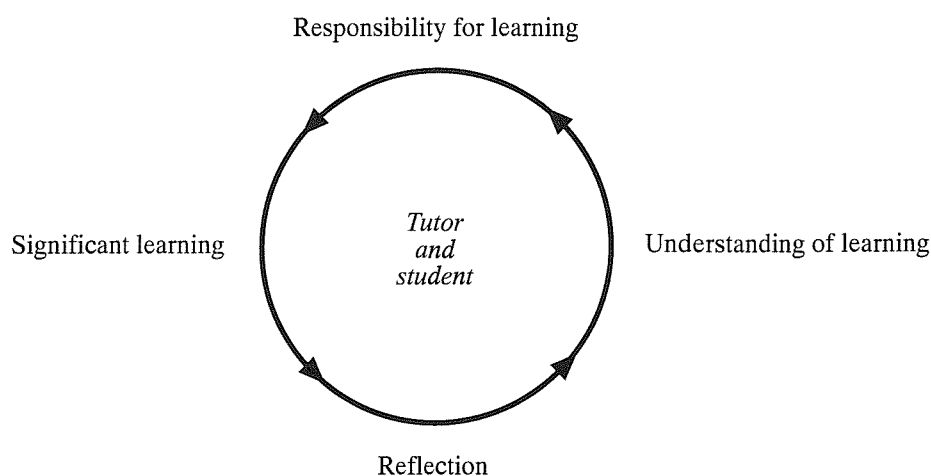 Responsibility for learning
Significant learning
Tutor
and
student
Understanding of learning
Reflection